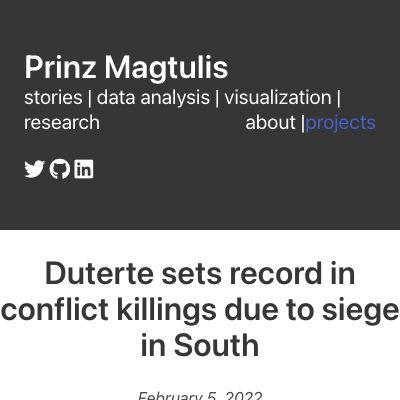 Prinz Magtulis
stories | data analysis | visualization |
research about |projects
Duterte sets record in
conflict killings due to siege
in South
February 5, 2022